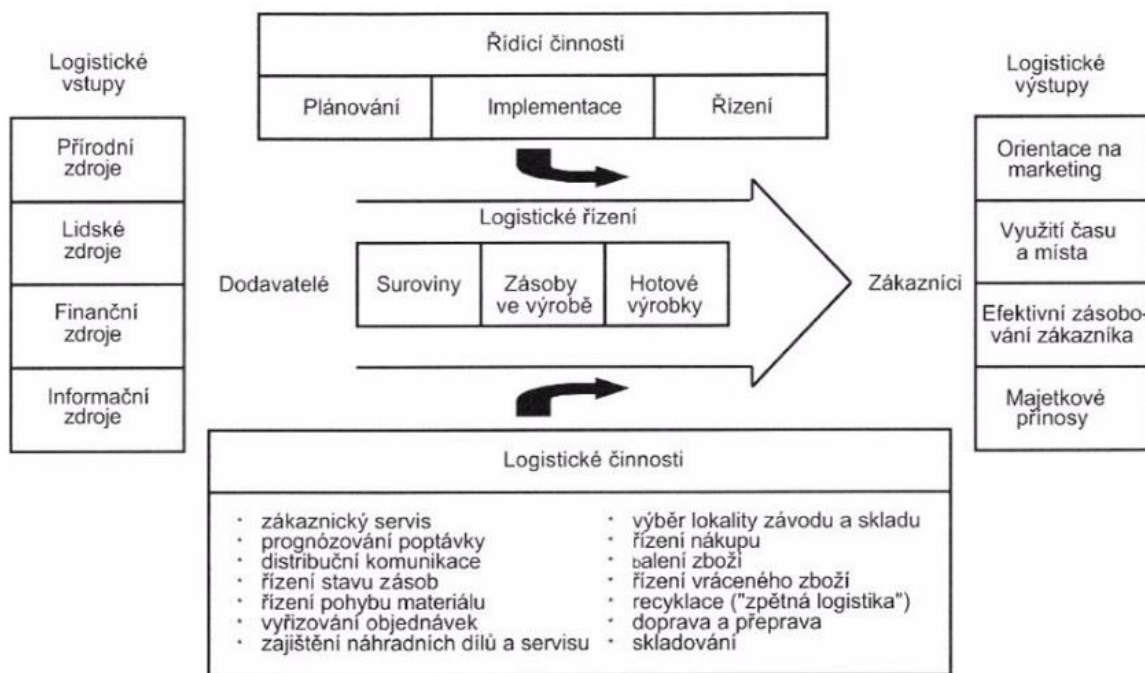 Řídící činnosti
Plánování
Implementace
Řízení
Logistické
vstupy
Přírodní
zdroje
Lidské
zdroje
Finanční
zdroje
Informační
zdroje
Logistické řízení
Dodavatelé
Suroviny
Zásoby
ve výrobě
Hotové
výrobky
Zákazníci
Logistické
výstupy
Orientace na
marketing
Využití času
a místa
Efektivní zásobo-
vání zákazníka
Majetkové
přínosy
Logistické činnosti
· zákaznický servis
· prognózování poptávky
· distribuční komunikace
· řízení stavu zásob
· řízení pohybu materiálu
· vyřizování objednávek
· zajištění náhradních dílů a servisu
· výběr lokality závodu a skladu
· řízení nákupu
· balení zboží
· řízení vráceného zboží
· recyklace ("zpětná logistika")
· doprava a přeprava
· skladování